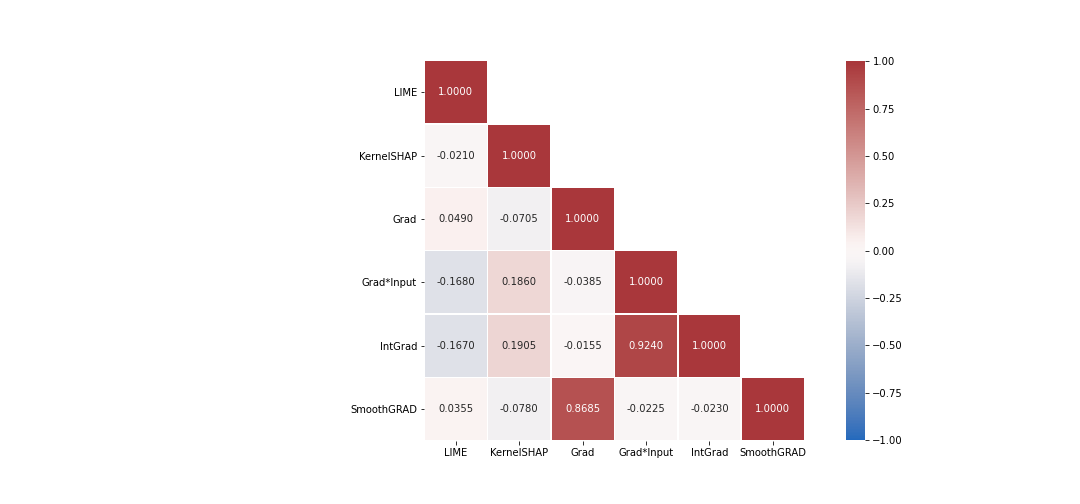 1.00
LIME 1.0000
0.75
KernelSHAP -0.0210 1.0000
0.50
Grad 0.0490 -0.0705 1.0000
0.25
0.00
Grad*Input -0.1680 0.1860 -0.0385 1.0000
−0.25
IntGrad -0.1670 0.1905 -0.0155 0.9240 1.0000
−0.50
−0.75
SmoothGRAD 0.0355 -0.0780 0.8685 -0.0225 -0.0230 1.0000
−1.00
LIME KernelSHAP Grad Grad*Input IntGrad SmoothGRAD